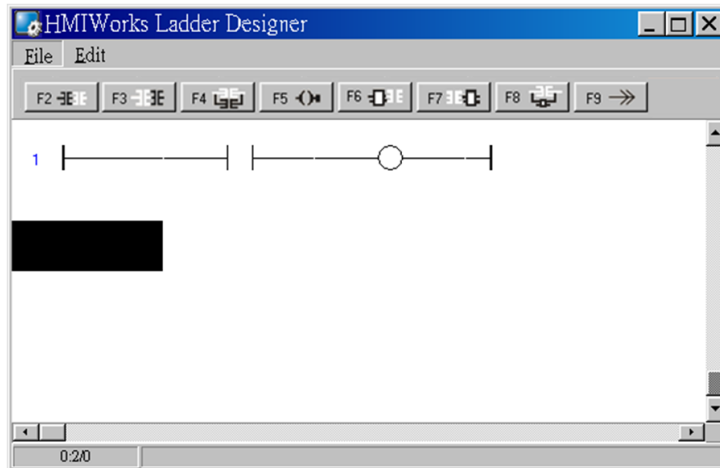 HMIWorks Ladder Designer
File Edit
F2 F3 F4 F5 F6 F7 F8 F9
1
0:2/0